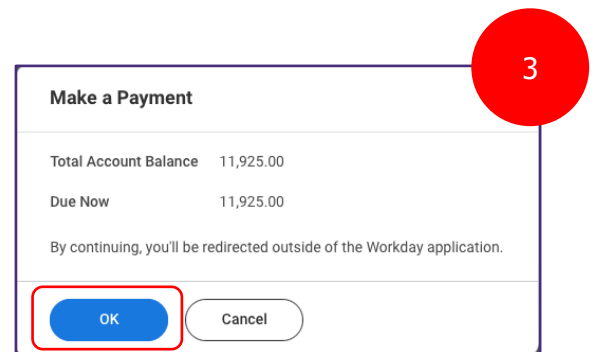 3
Make a Payment
Total Account Balance 11,925.00
Due Now 11,925.00
By continuing, you'll be redirected outside of the Workday application.
OK Cancel